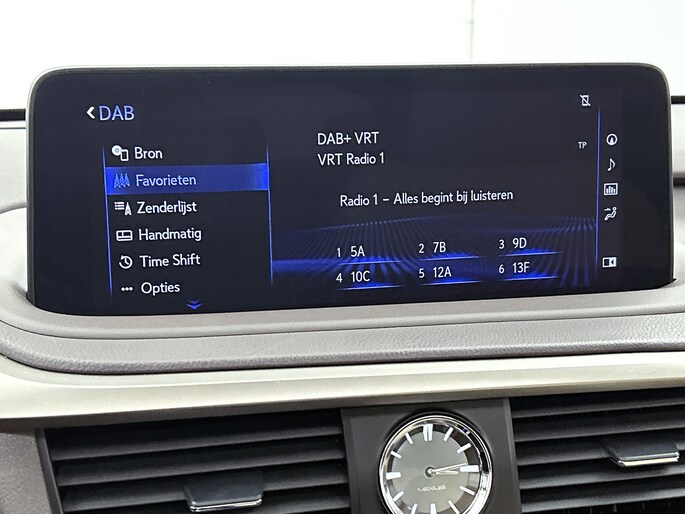 DAB
Bron
Favorieten
Zenderlijst
Handmatig
Time Shift
Opties
DAB+ VRT
VRT Radio 1
TP
Radio 1 – Alles begint bij luisteren
1 5A 2 7B 3 9D
4 10C 5 12A 6 13F
LEXUS